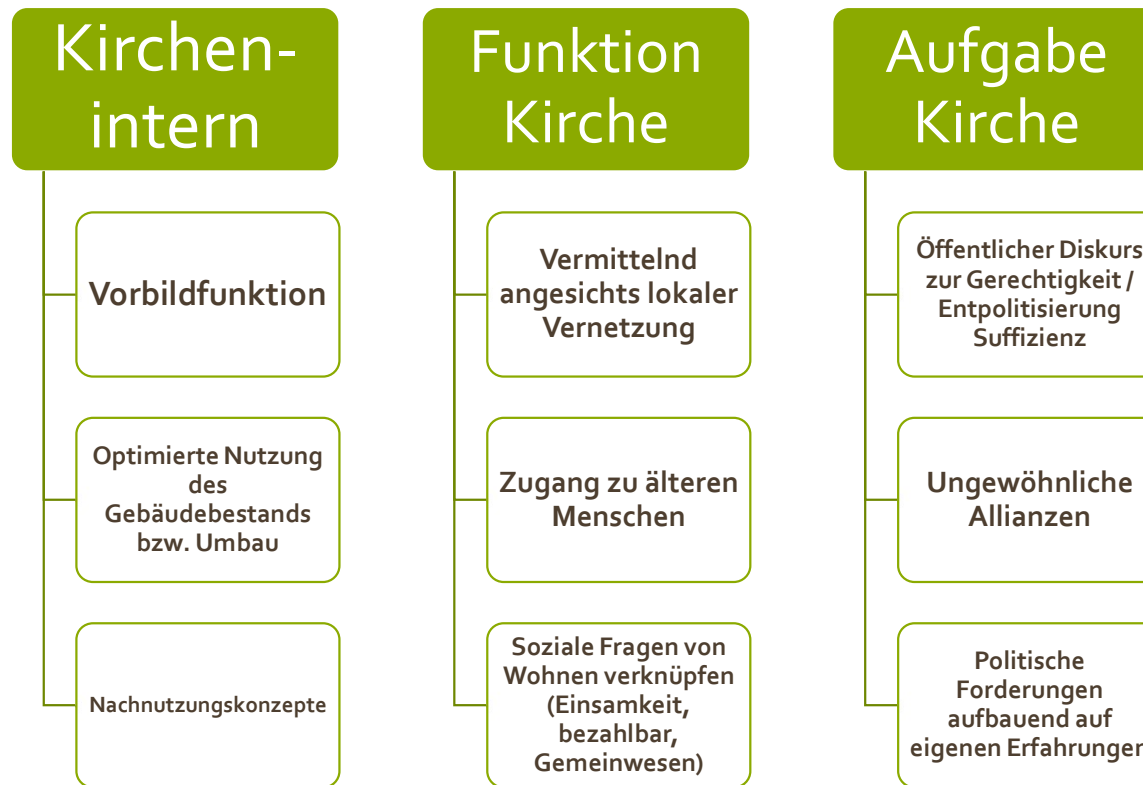 Kirchen-
intern
Vorbildfunktion
Optimierte Nutzung
des
Gebäudebestands
bzw. Umbau
Nachnutzungskonzepte
Funktion
Kirche
Vermittelnd
angesichts lokaler
Vernetzung
Zugang zu älteren
Menschen
Soziale Fragen von
Wohnen verknüpfen
(Einsamkeit,
bezahlbar,
Gemeinwesen)
Aufgabe
Kirche
Öffentlicher Diskurs
zur Gerechtigkeit /
Entpolitisierung
Suffizienz
Ungewöhnliche
Allianzen
Politische
Forderungen
aufbauend auf
eigenen Erfahrungen